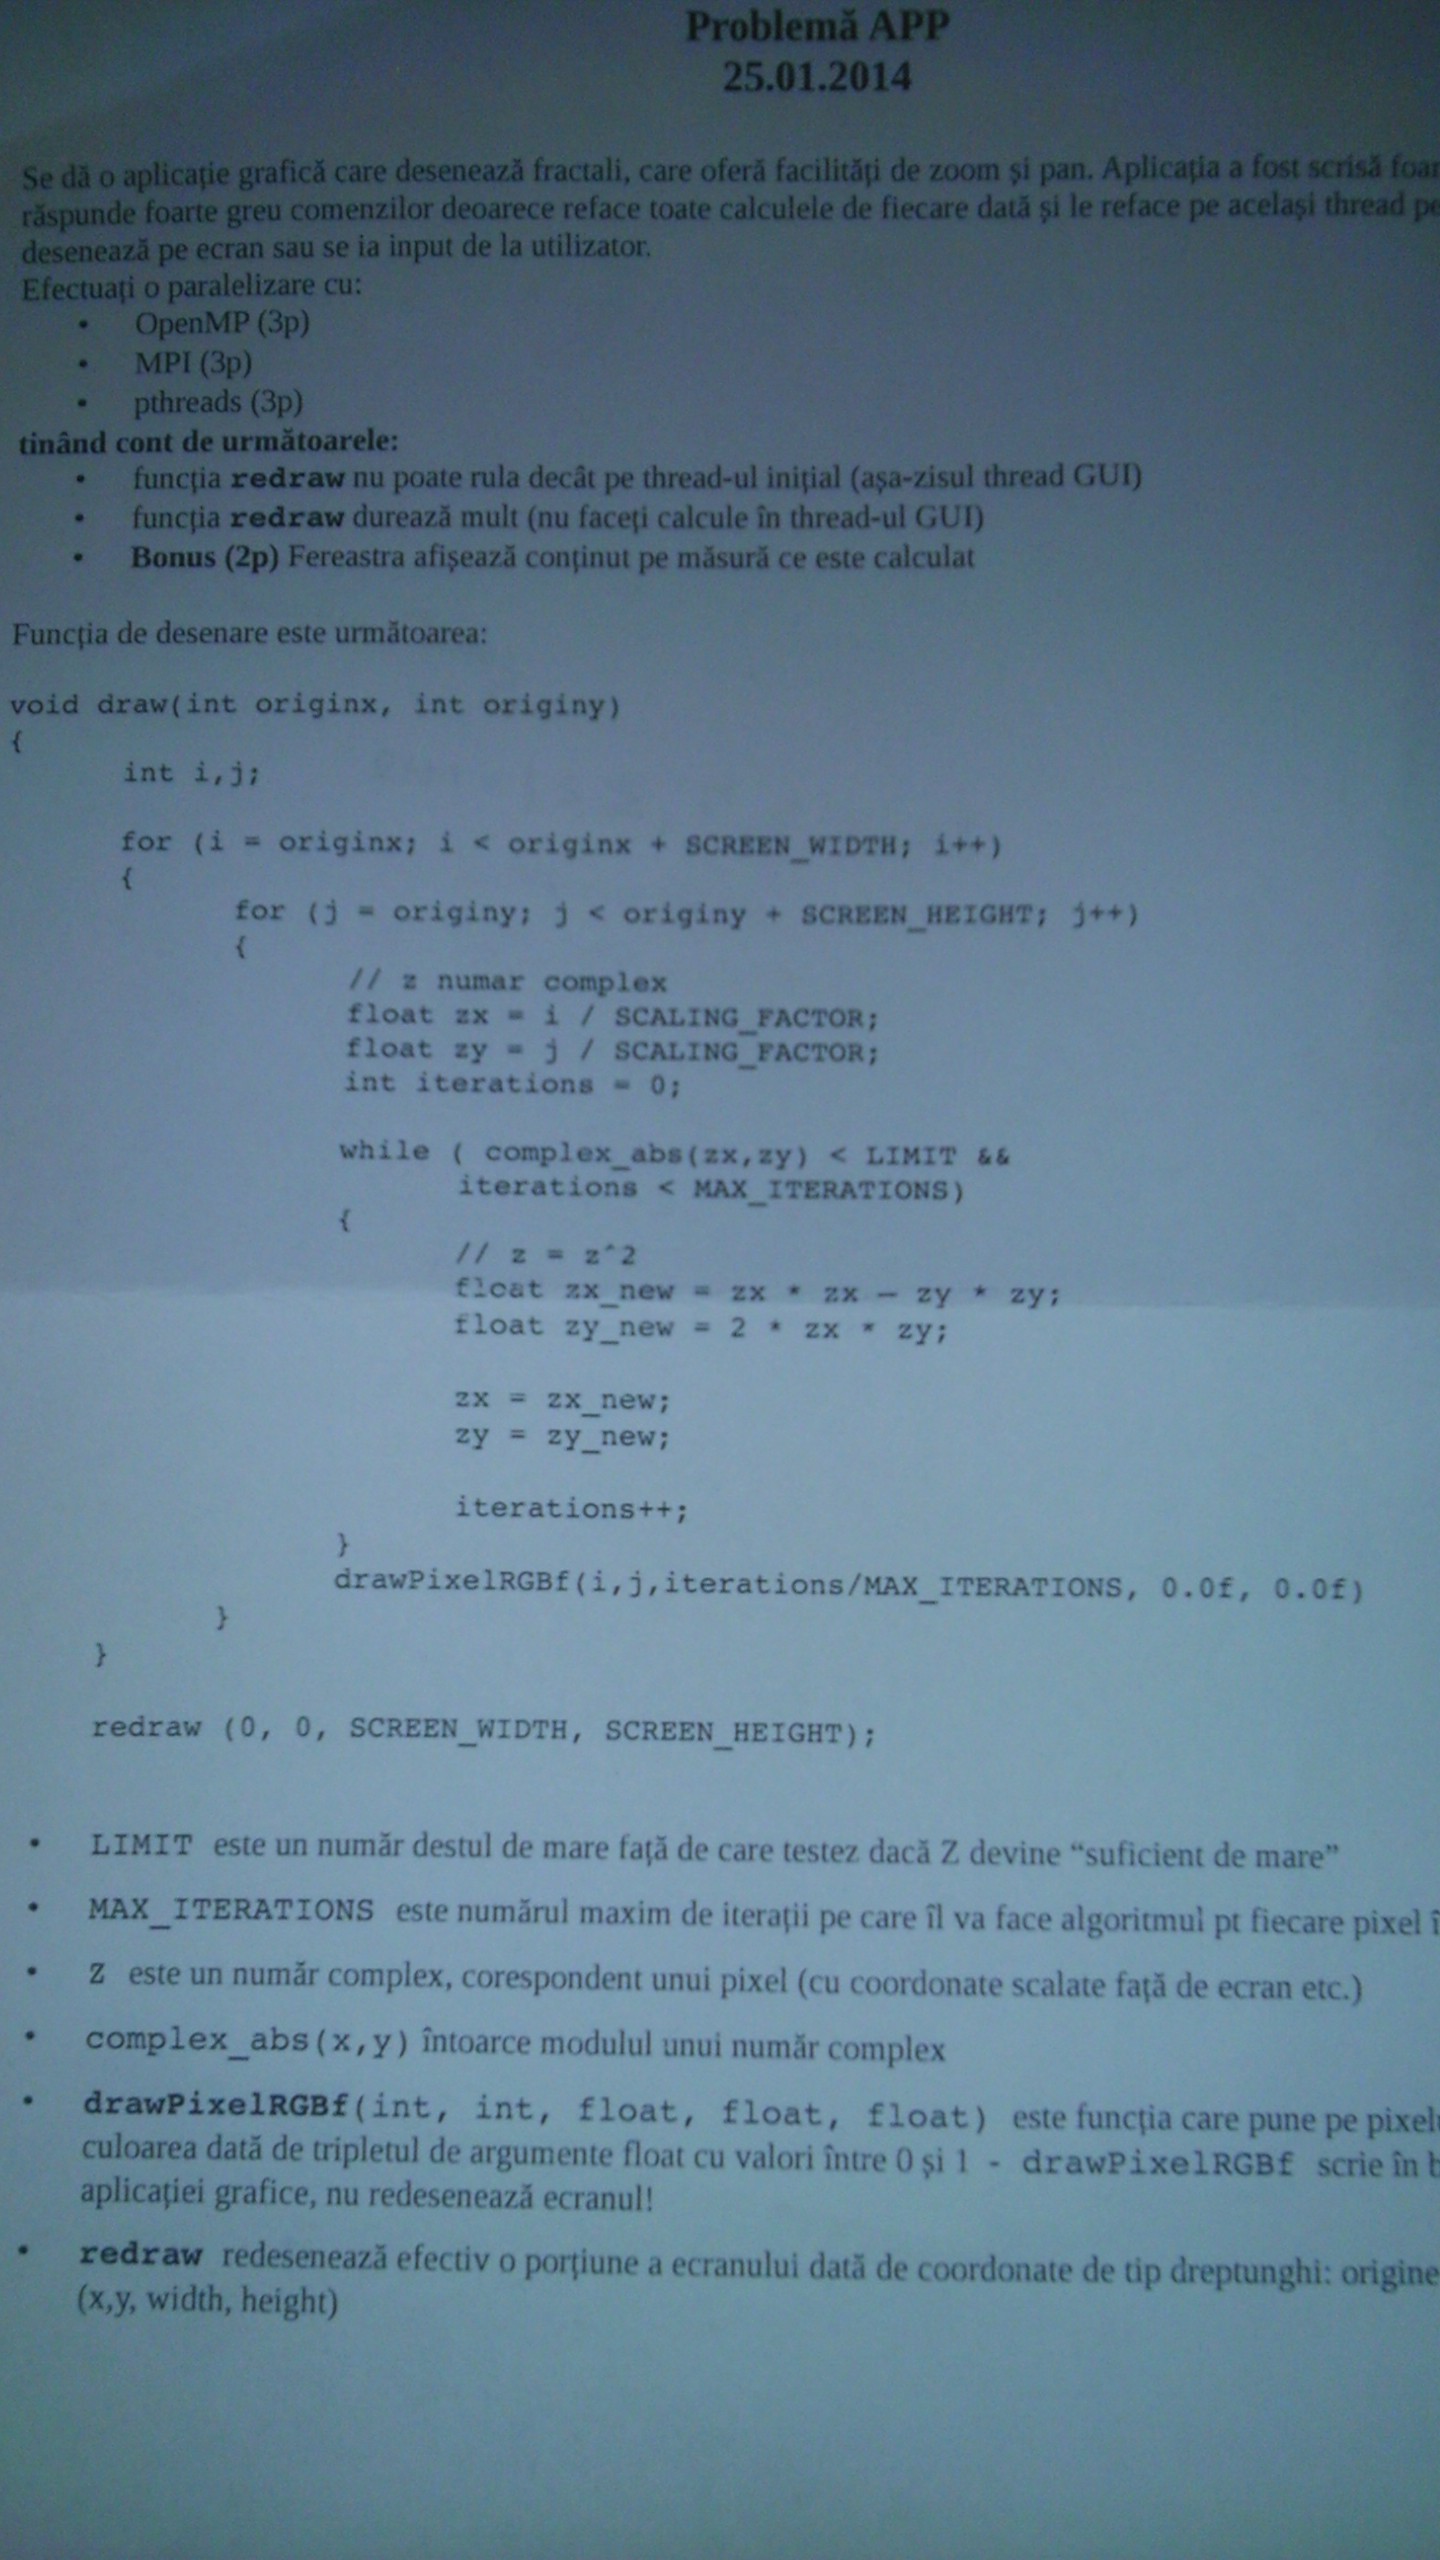 Problemă APP
25.01.2014
Se dă o aplicație grafică care desenează fractali, care oferă facilități de zoom și pan. Aplicația a fost scrisă
răspunde foarte greu comenzilor deoarece reface toate calculele de fiecare dată și le reface pe același thread
desenează pe ecran sau se ia input de la utilizator.
Efectuați o paralelizare cu:
• OpenMP (3p)
• MPI (3p)
• pthreads (3p)
tinând cont de următoarele:
• funcția redraw nu poate rula decât pe thread-ul inițial (așa-zisul thread GUI)
• funcția redraw durează mult (nu faceți calcule în thread-ul GUI)
• Bonus (2p) Fereastra afișează conținut pe măsură ce este calculat
Funcția de desenare este următoarea:
void draw(int originx, int originy)
{
int i,j;
for (i = originx; i < originx + SCREEN_WIDTH; i++)
{
for (j = originy; j < originy + SCREEN_HEIGHT; j++)
{
// z numar complex
float zx = i / SCALING_FACTOR;
float zy = j / SCALING_FACTOR;
int iterations = 0;
while ( complex_abs(zx,zy) < LIMIT &&
iterations < MAX_ITERATIONS)
{
// z = z^2
float zx_new = zx * zx – zy * zy;
float zy_new = 2 * zx * zy;
zx = zx_new;
zy = zy_new;
iterations++;
}
drawPixelRGBf(i,j,iterations/MAX_ITERATIONS, 0.0f, 0.0f)
}
}
redraw (0, 0, SCREEN_WIDTH, SCREEN_HEIGHT);
• LIMIT este un număr destul de mare față de care testez dacă Z devine “suficient de mare”
• MAX_ITERATIONS este numărul maxim de iterații pe care îl va face algoritmul pt fiecare pixel
• Z este un număr complex, corespondent unui pixel (cu coordonate scalate față de ecran etc.)
• complex_abs(x,y) întoarce modulul unui număr complex
• drawPixelRGBf(int, int, float, float, float) este funcția care pune pe
culoarea dată de tripletul de argumente float cu valori între 0 și 1 - drawPixelRGBf scrie în
aplicației grafice, nu redesenează ecranul!
• redraw redesenează efectiv o porțiune a ecranului dată de coordonate de tip dreptunghi: origine
(x,y, width, height)